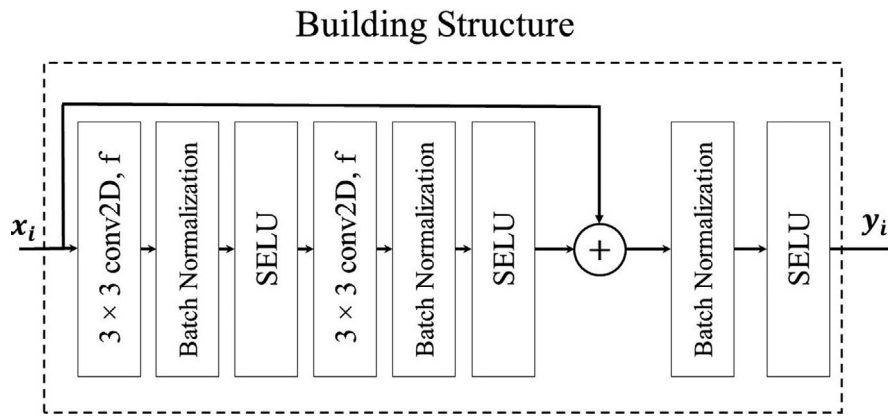 Building Structure
x_i
3 × 3 conv2D, f
Batch Normalization
SELU
3 × 3 conv2D, f
Batch Normalization
SELU
+
Batch Normalization
SELU
y_i